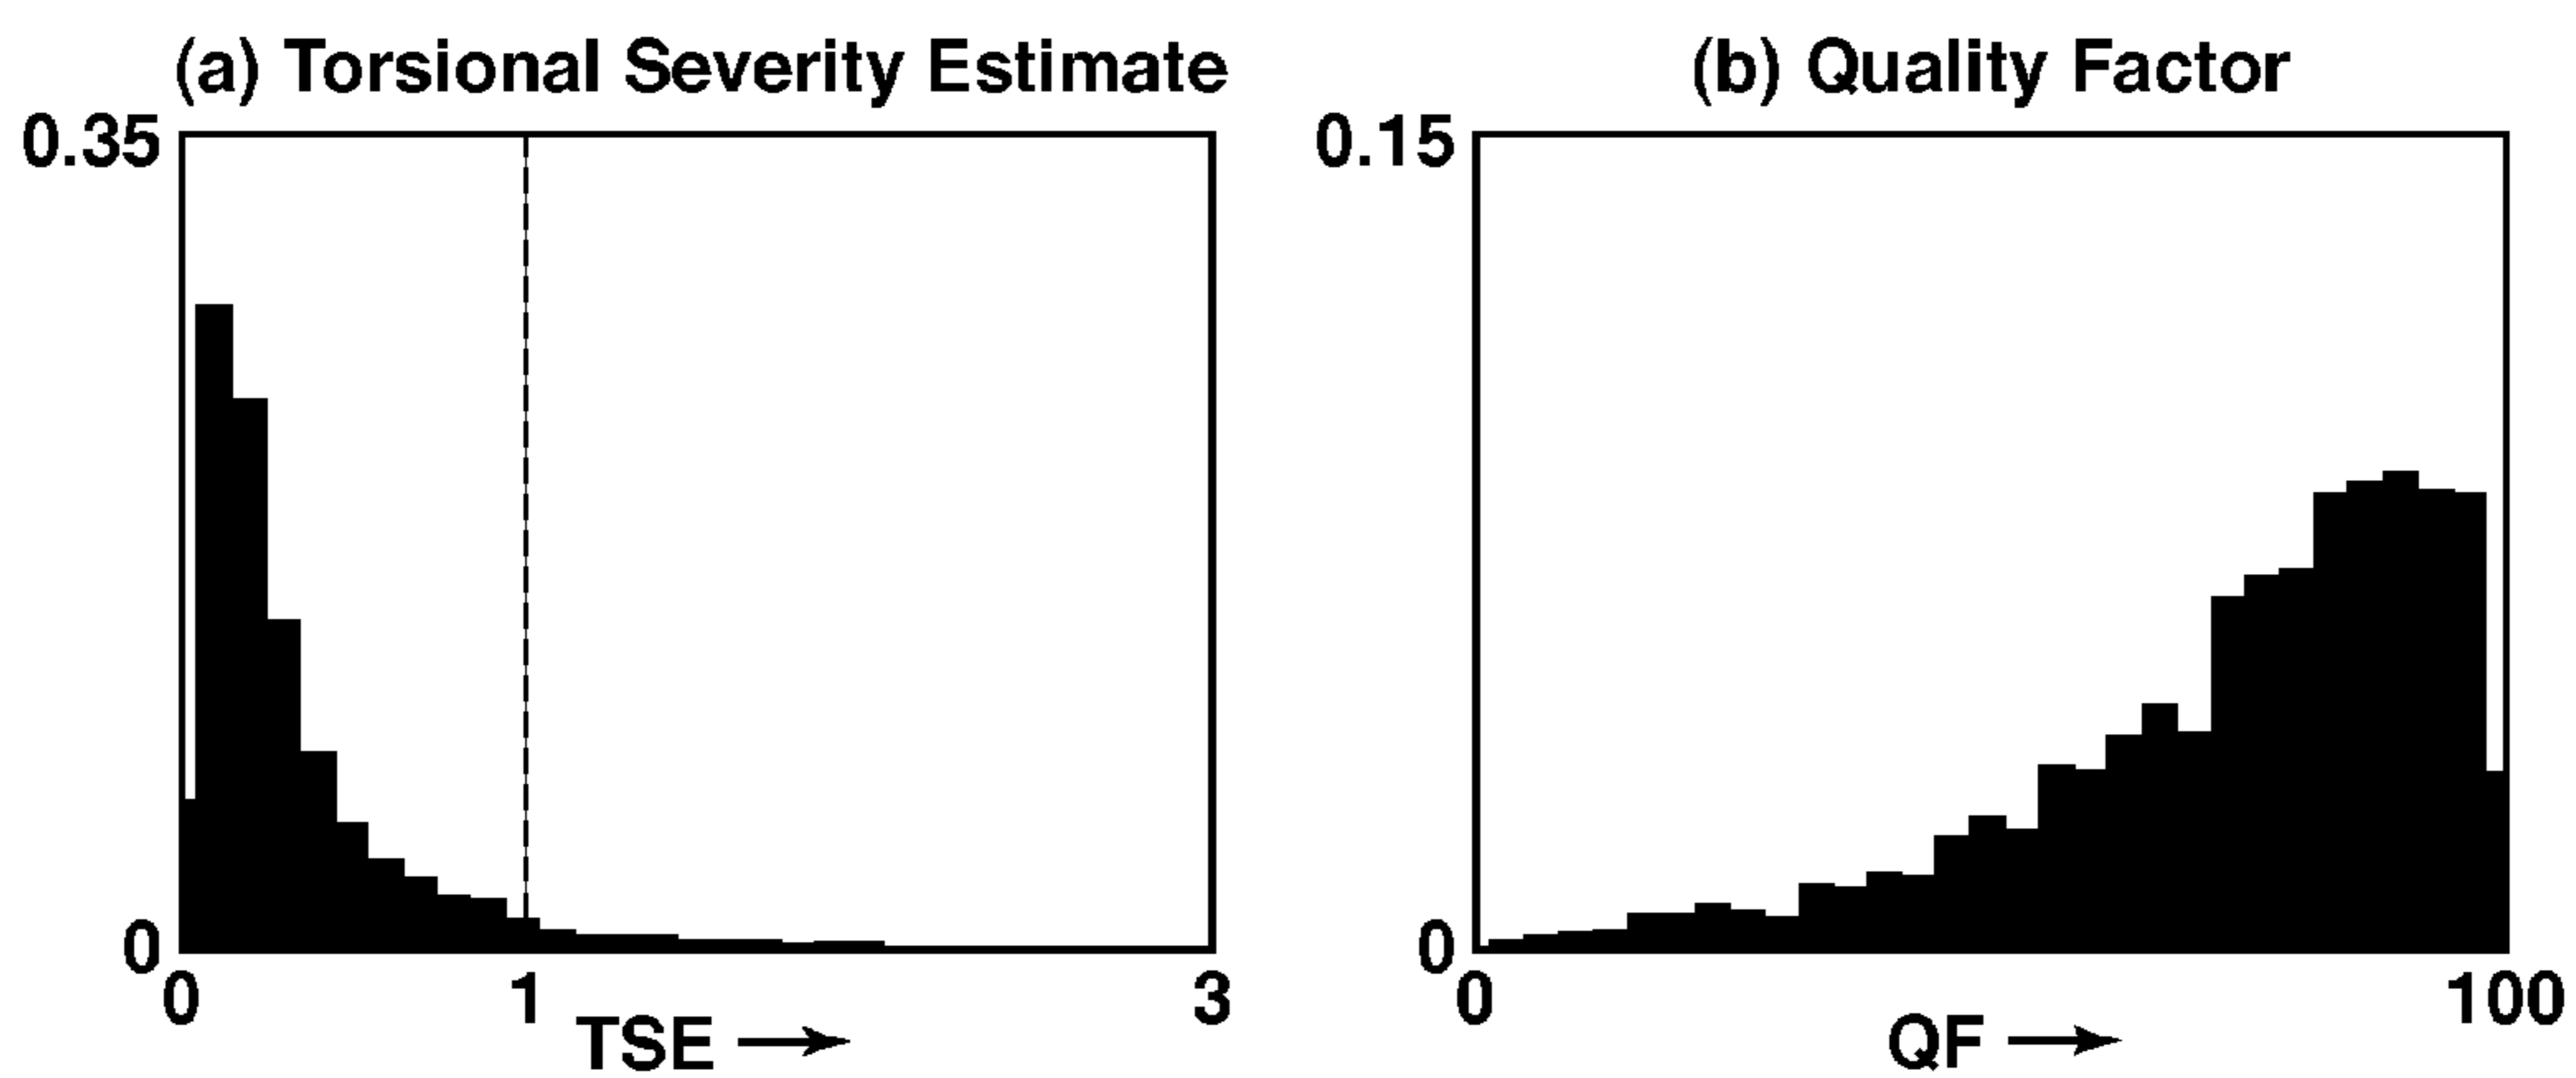 (a) Torsional Severity Estimate
0.35
0
0
1
3
TSE
(b) Quality Factor
0.15
0
0
100
QF